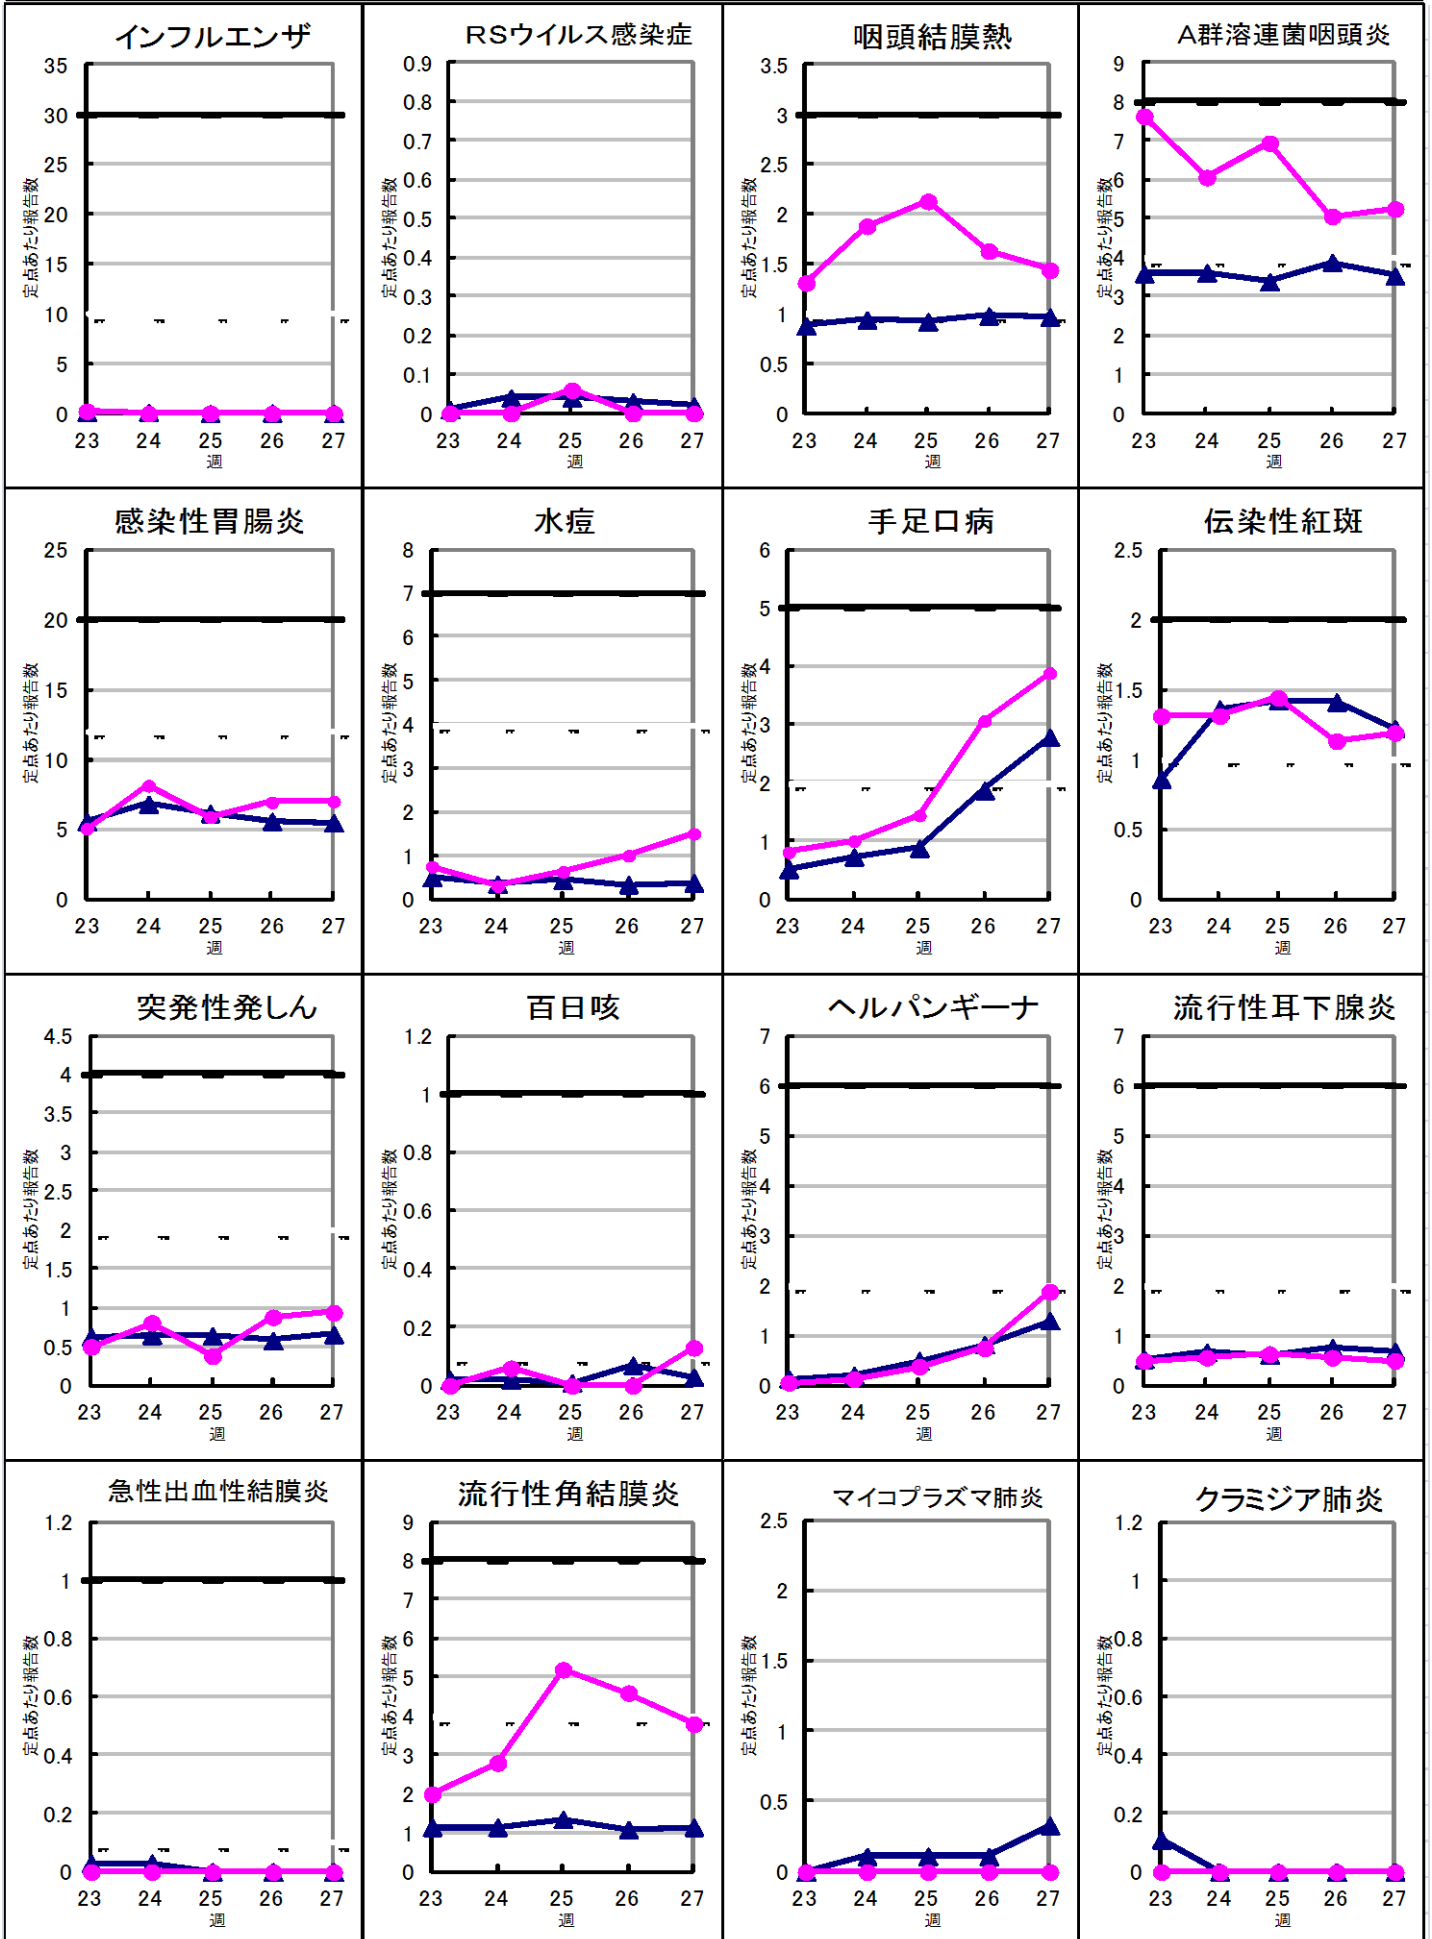 インフルエンザ
35
30
25
20
15
10
5
0
定点あたり報告数
23 24 25 26 27
週
RSウイルス感染症
0.9
0.8
0.7
0.6
0.5
0.4
0.3
0.2
0.1
0
定点あたり報告数
23 24 25 26 27
週
咽頭結膜熱
3.5
3
2.5
2
1.5
1
0.5
0
定点あたり報告数
23 24 25 26 27
週
A群溶連菌咽頭炎
9
8
7
6
5
4
3
2
1
0
定点あたり報告数
23 24 25 26 27
週
感染性胃腸炎
25
20
15
10
5
0
定点あたり報告数
23 24 25 26 27
週
水痘
8
7
6
5
4
3
2
1
0
定点あたり報告数
23 24 25 26 27
週
手足口病
6
5
4
3
2
1
0
定点あたり報告数
23 24 25 26 27
週
伝染性紅斑
2.5
2
1.5
1
0.5
0
定点あたり報告数
23 24 25 26 27
週
突発性発しん
4.5
4
3.5
3
2.5
2
1.5
1
0.5
0
定点あたり報告数
23 24 25 26 27
週
百日咳
1.2
1
0.8
0.6
0.4
0.2
0
定点あたり報告数
23 24 25 26 27
週
ヘルパンギーナ
7
6
5
4
3
2
1
0
定点あたり報告数
23 24 25 26 27
週
流行性耳下腺炎
7
6
5
4
3
2
1
0
定点あたり報告数
23 24 25 26 27
週
急性出血性結膜炎
1.2
1
0.8
0.6
0.4
0.2
0
定点あたり報告数
23 24 25 26 27
週
流行性角結膜炎
9
8
7
6
5
4
3
2
1
0
定点あたり報告数
23 24 25 26 27
週
マイコプラズマ肺炎
2.5
2
1.5
1
0.5
0
定点あたり報告数
23 24 25 26 27
週
クラミジア肺炎
1.2
1
0.8
0.6
0.4
0.2
0
定点あたり報告数
23 24 25 26 27
週